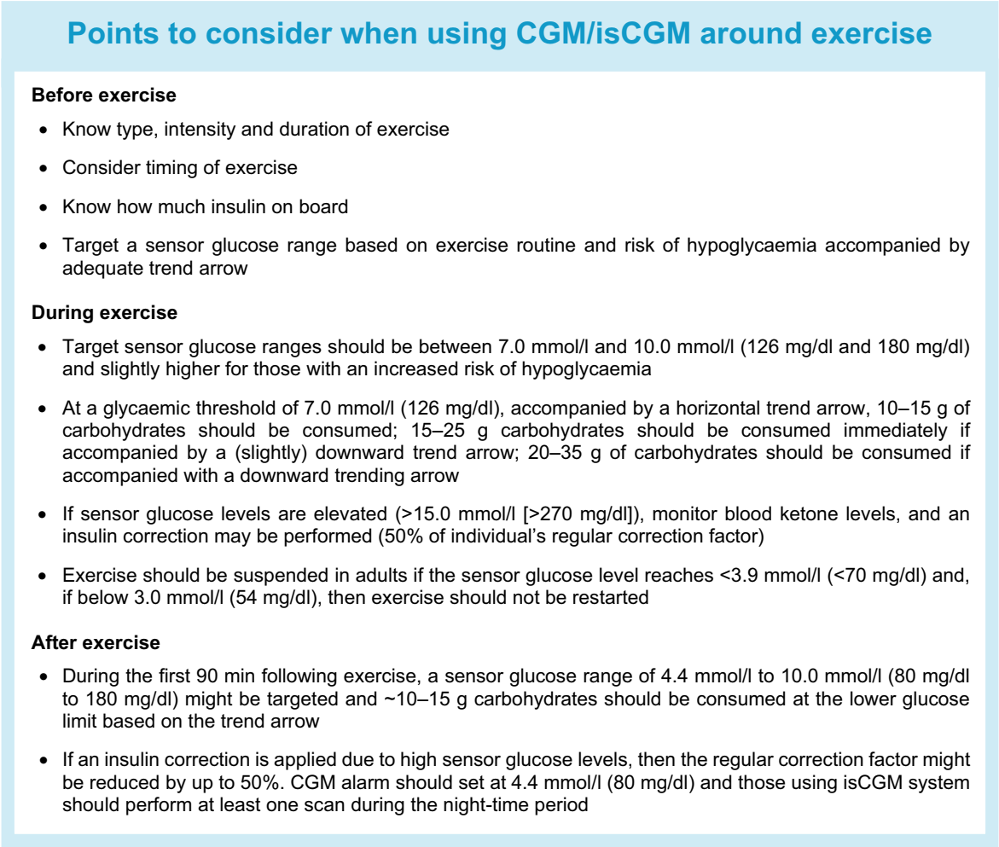 Points to consider when using CGM/isCGM around exercise
Before exercise
• Know type, intensity and duration of exercise
• Consider timing of exercise
• Know how much insulin on board
• Target a sensor glucose range based on exercise routine and risk of hypoglycaemia accompanied by
adequate trend arrow
During exercise
• Target sensor glucose ranges should be between 7.0 mmol/l and 10.0 mmol/l (126 mg/dl and 180 mg/dl)
and slightly higher for those with an increased risk of hypoglycaemia
• At a glycaemic threshold of 7.0 mmol/l (126 mg/dl), accompanied by a horizontal trend arrow, 10–15 g of
carbohydrates should be consumed; 15–25 g carbohydrates should be consumed immediately if
accompanied by a (slightly) downward trend arrow; 20–35 g of carbohydrates should be consumed if
accompanied with a downward trending arrow
• If sensor glucose levels are elevated (>15.0 mmol/l [>270 mg/dl]), monitor blood ketone levels, and an
insulin correction may be performed (50% of individual’s regular correction factor)
• Exercise should be suspended in adults if the sensor glucose level reaches <3.9 mmol/l (<70 mg/dl) and,
if below 3.0 mmol/l (54 mg/dl), then exercise should not be restarted
After exercise
• During the first 90 min following exercise, a sensor glucose range of 4.4 mmol/l to 10.0 mmol/l (80 mg/dl
to 180 mg/dl) might be targeted and ~10–15 g carbohydrates should be consumed at the lower glucose
limit based on the trend arrow
• If an insulin correction is applied due to high sensor glucose levels, then the regular correction factor might
be reduced by up to 50%. CGM alarm should set at 4.4 mmol/l (80 mg/dl) and those using isCGM system
should perform at least one scan during the night-time period